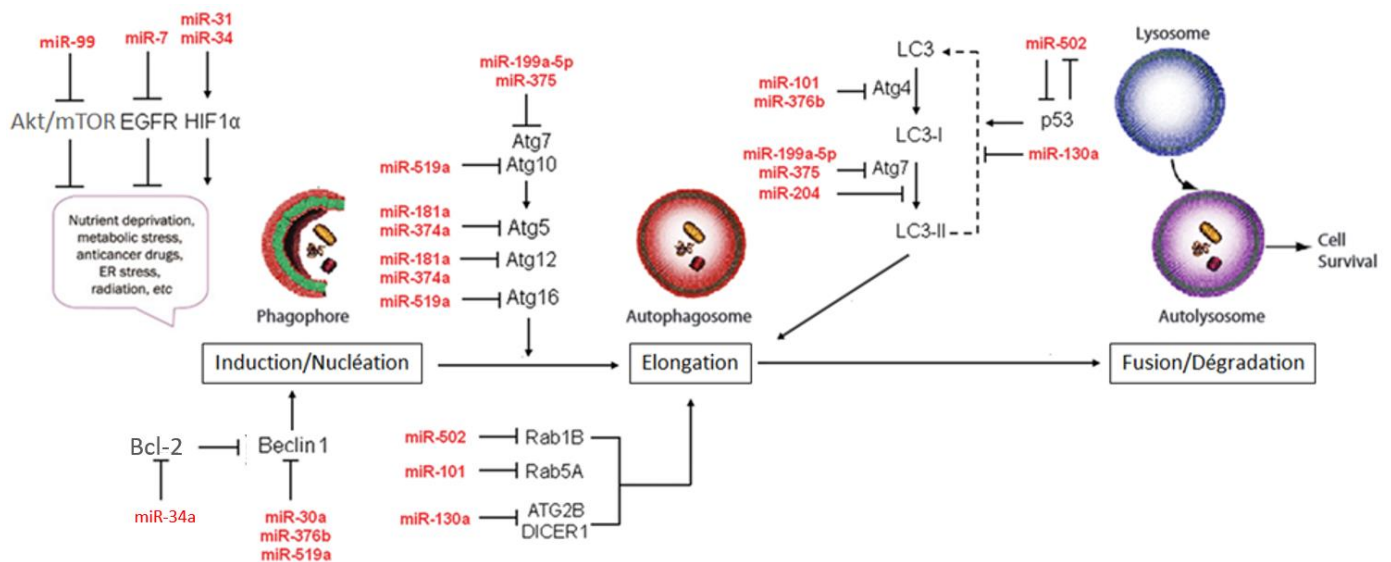 miR-99
miR-7
miR-31
miR-34
Akt/mTOR
EGFR
HIF1α
Nutrient deprivation,
metabolic stress,
anticancer drugs,
ER stress,
radiation, etc
Phagophore
miR-199a-5p
miR-375
Atg7
miR-519a
Atg10
miR-181a
miR-374a
Atg5
miR-181a
miR-374a
Atg12
miR-519a
Atg16
Autophagosome
LC3
miR-101
miR-376b
Atg4
LC3-I
miR-199a-5p
miR-375
Atg7
miR-204
LC3-II
miR-502
p53
miR-130a
Lysosome
Cell
Survival
Autolysosome
Induction/Nucléation
Elongation
Fusion/Dégradation
Bcl-2
Beclin1
miR-34a
miR-30a
miR-376b
miR-519a
miR-502
Rab1B
miR-101
Rab5A
miR-130a
ATG2B
DICER1